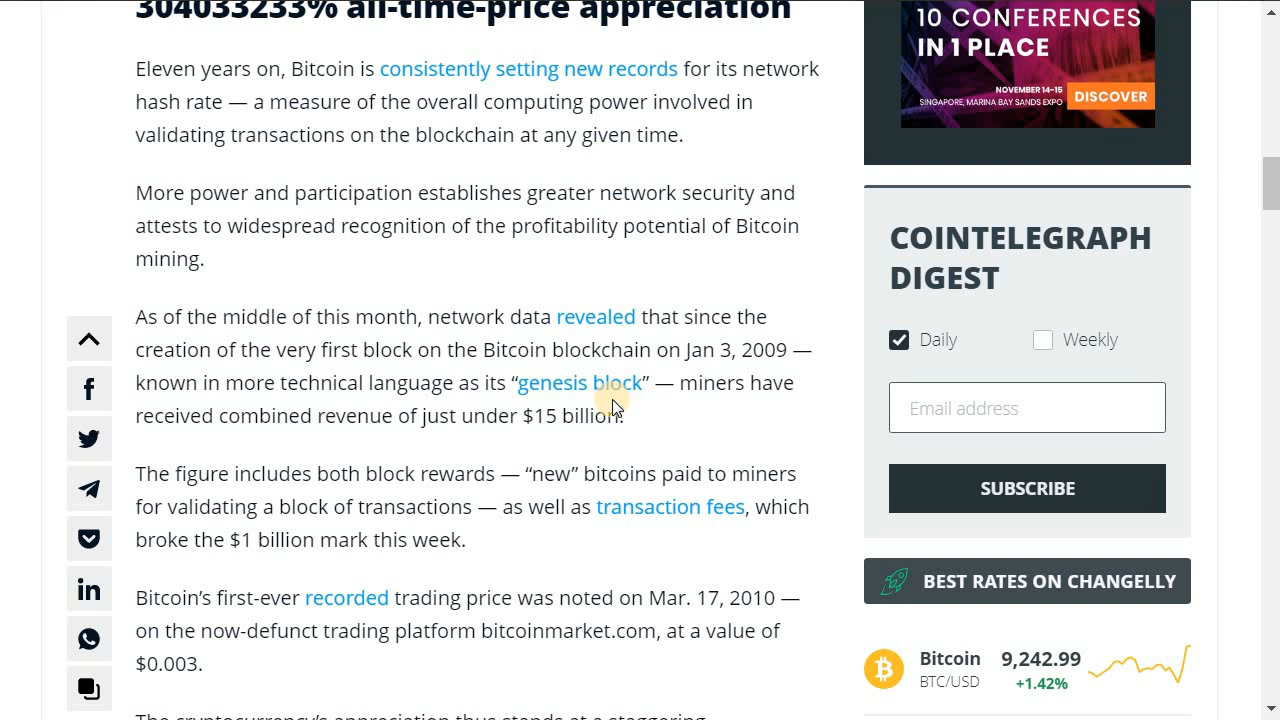 304033233% all-time-price appreciation
Eleven years on, Bitcoin is consistently setting new records for its network
hash rate — a measure of the overall computing power involved in
validating transactions on the blockchain at any given time.
More power and participation establishes greater network security and
attests to widespread recognition of the profitability potential of Bitcoin
mining.
As of the middle of this month, network data revealed that since the
creation of the very first block on the Bitcoin blockchain on Jan 3, 2009 —
known in more technical language as its “genesis block” — miners have
received combined revenue of just under $15 billion.
The figure includes both block rewards — “new” bitcoins paid to miners
for validating a block of transactions — as well as transaction fees, which
broke the $1 billion mark this week.
Bitcoin’s first-ever recorded trading price was noted on Mar. 17, 2010 —
on the now-defunct trading platform bitcoinmarket.com, at a value of
$0.003.
The cryptocurrency’s appreciation thus stands at a staggering
10 CONFERENCES
IN 1 PLACE
NOVEMBER 14-15
SINGAPORE, MARINA BAY SANDS EXPO
DISCOVER
COINTELEGRAPH
DIGEST
Daily
Weekly
Email address
SUBSCRIBE
BEST RATES ON CHANGELLY
Bitcoin 9,242.99
BTC/USD +1.42%